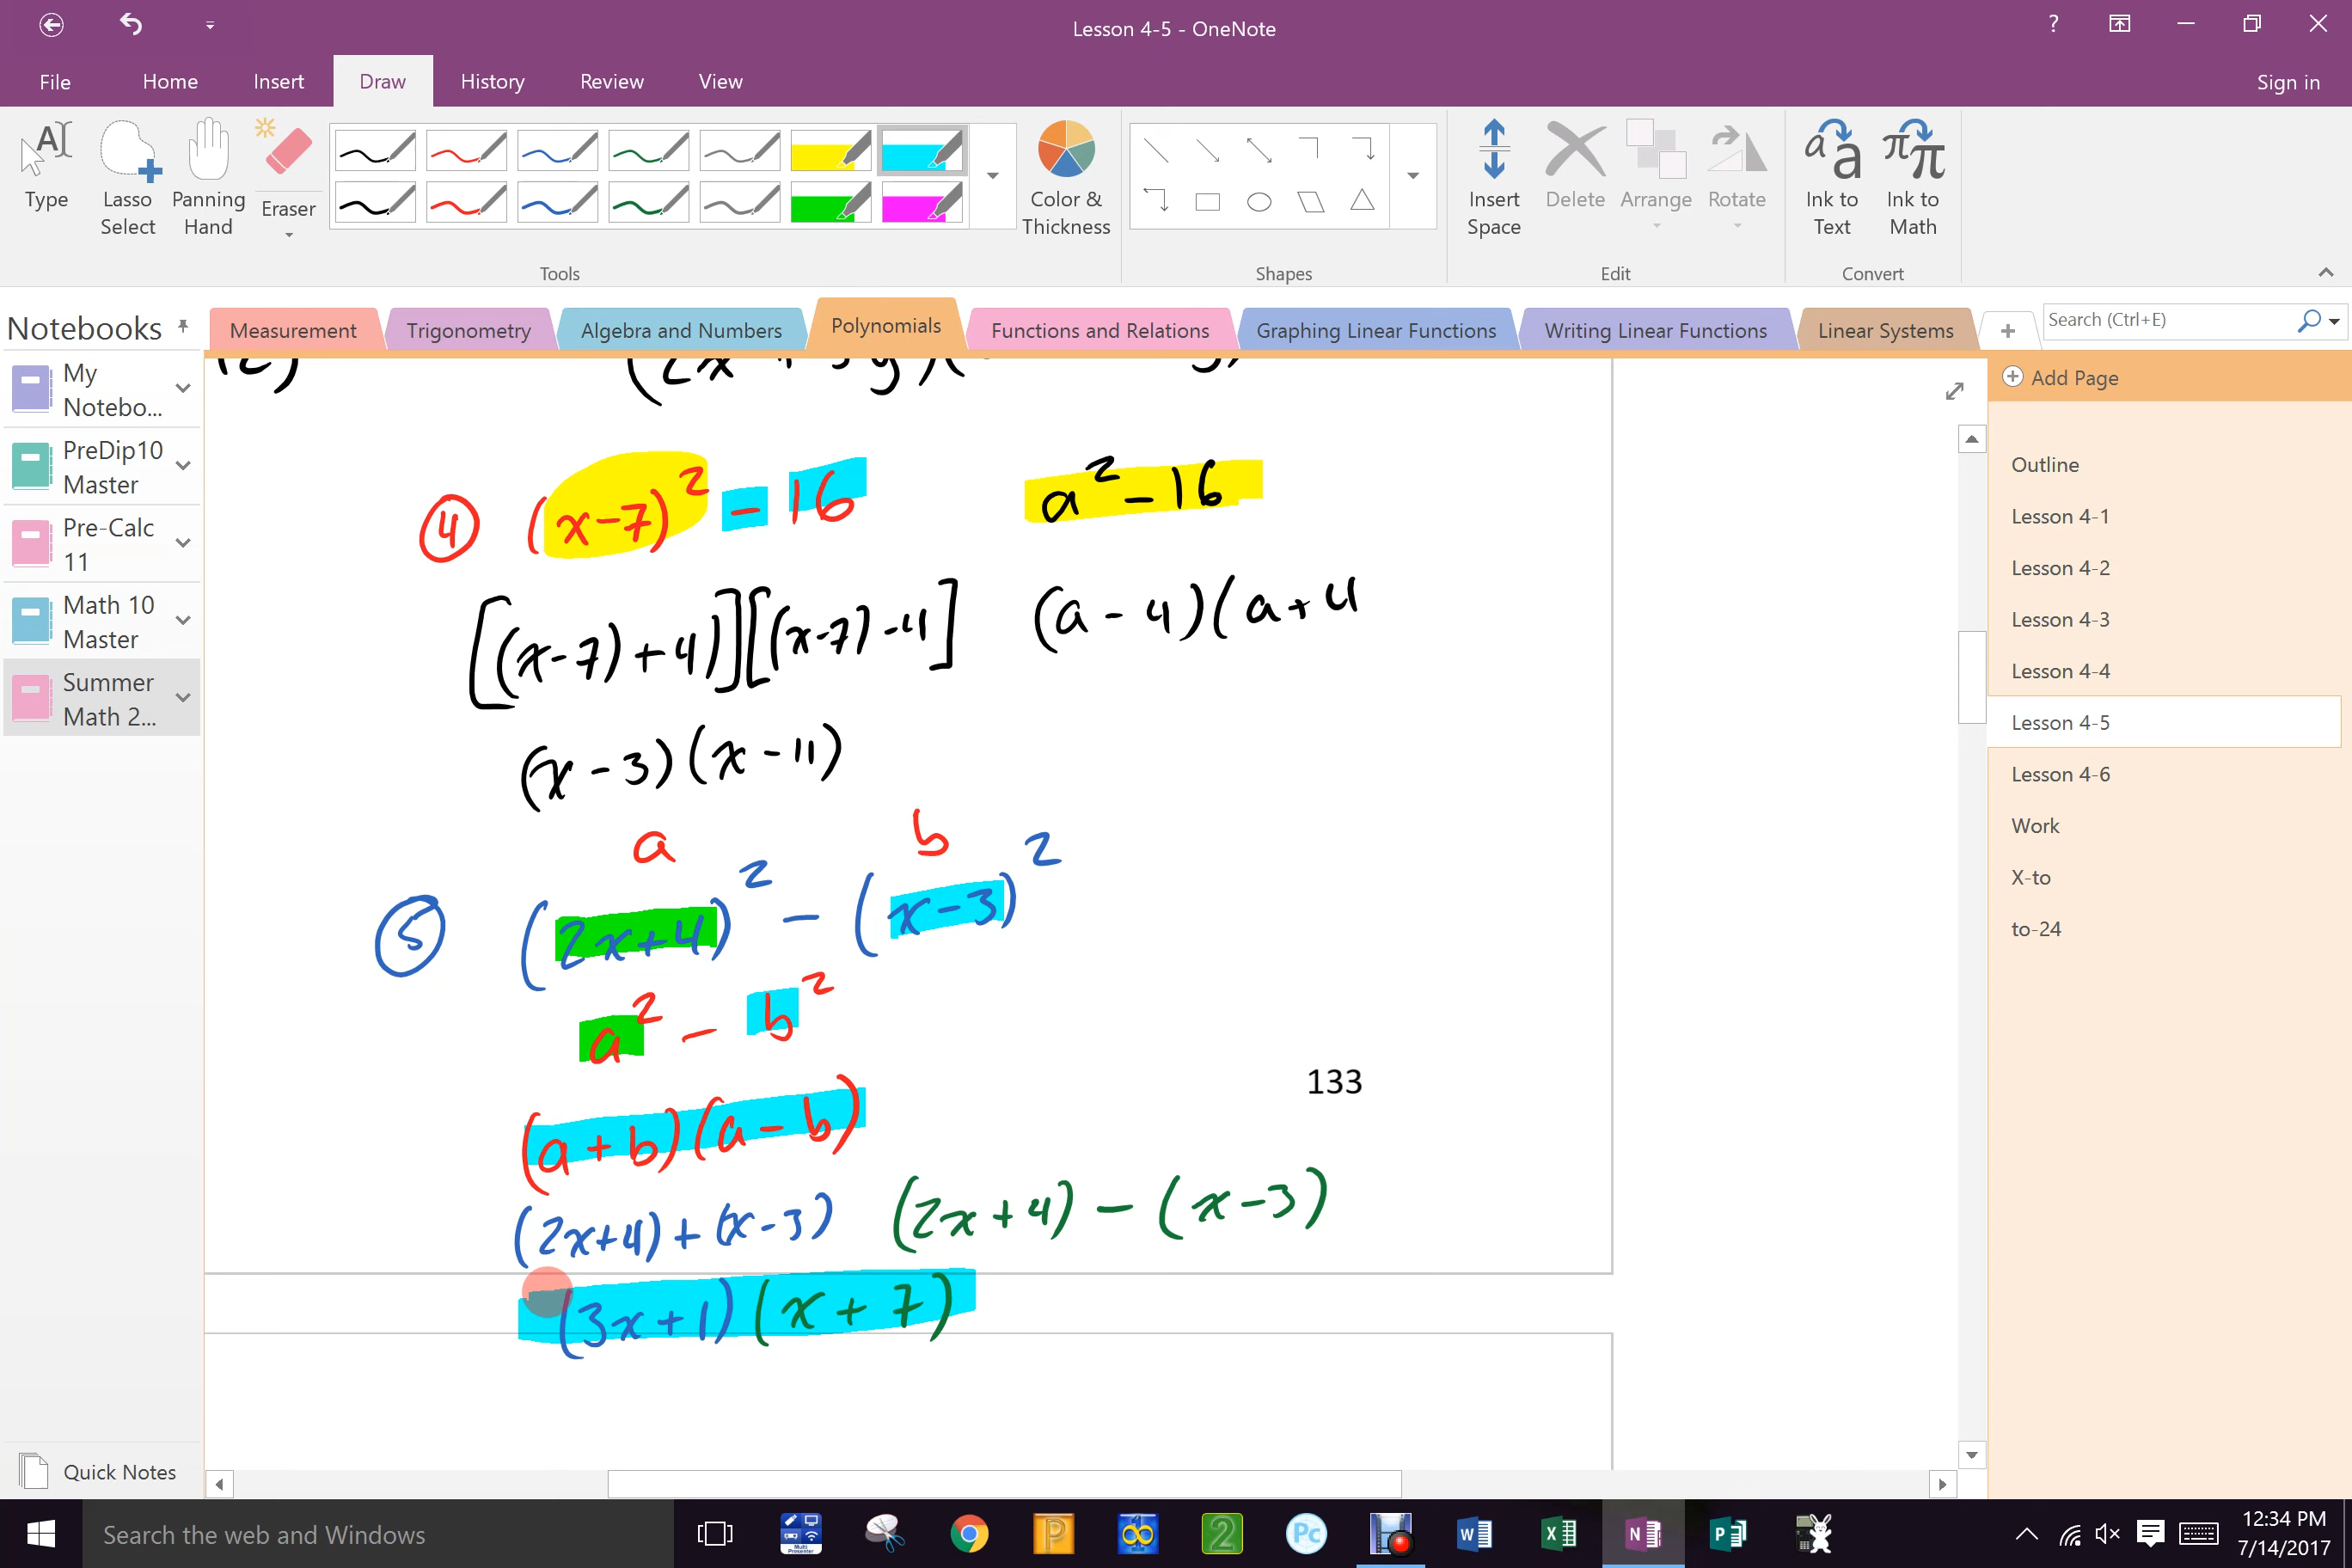 Lesson 4-5 - OneNote
File Home Insert Draw History Review View Sign in
Type Lasso Select Panning Hand Eraser Color & Thickness Insert Space Delete Arrange Rotate Ink to Text Ink to Math
Tools Shapes Edit Convert
Notebooks Measurement Trigonometry Algebra and Numbers Polynomials Functions and Relations Graphing Linear Functions Writing Linear Functions Linear Systems + Search (Ctrl+E)
My Notebo...
PreDip10 Master
Pre-Calc 11
Math 10 Master
Summer Math 2...
Quick Notes
④ (x-7)² - 16 a² - 16
[(x-7)+4)][(x-7)-4] (a - 4)(a+4
(x - 3)(x - 11)
a b
⑤ (2x+4)² - (x-3)²
a² - b²
133
(a+b)(a-b)
(2x+4)+(x-3) (2x+4) - (x-3)
(3x+1)(x+7)
Add Page
Outline
Lesson 4-1
Lesson 4-2
Lesson 4-3
Lesson 4-4
Lesson 4-5
Lesson 4-6
Work
X-to
to-24
Search the web and Windows
12:34 PM
7/14/2017